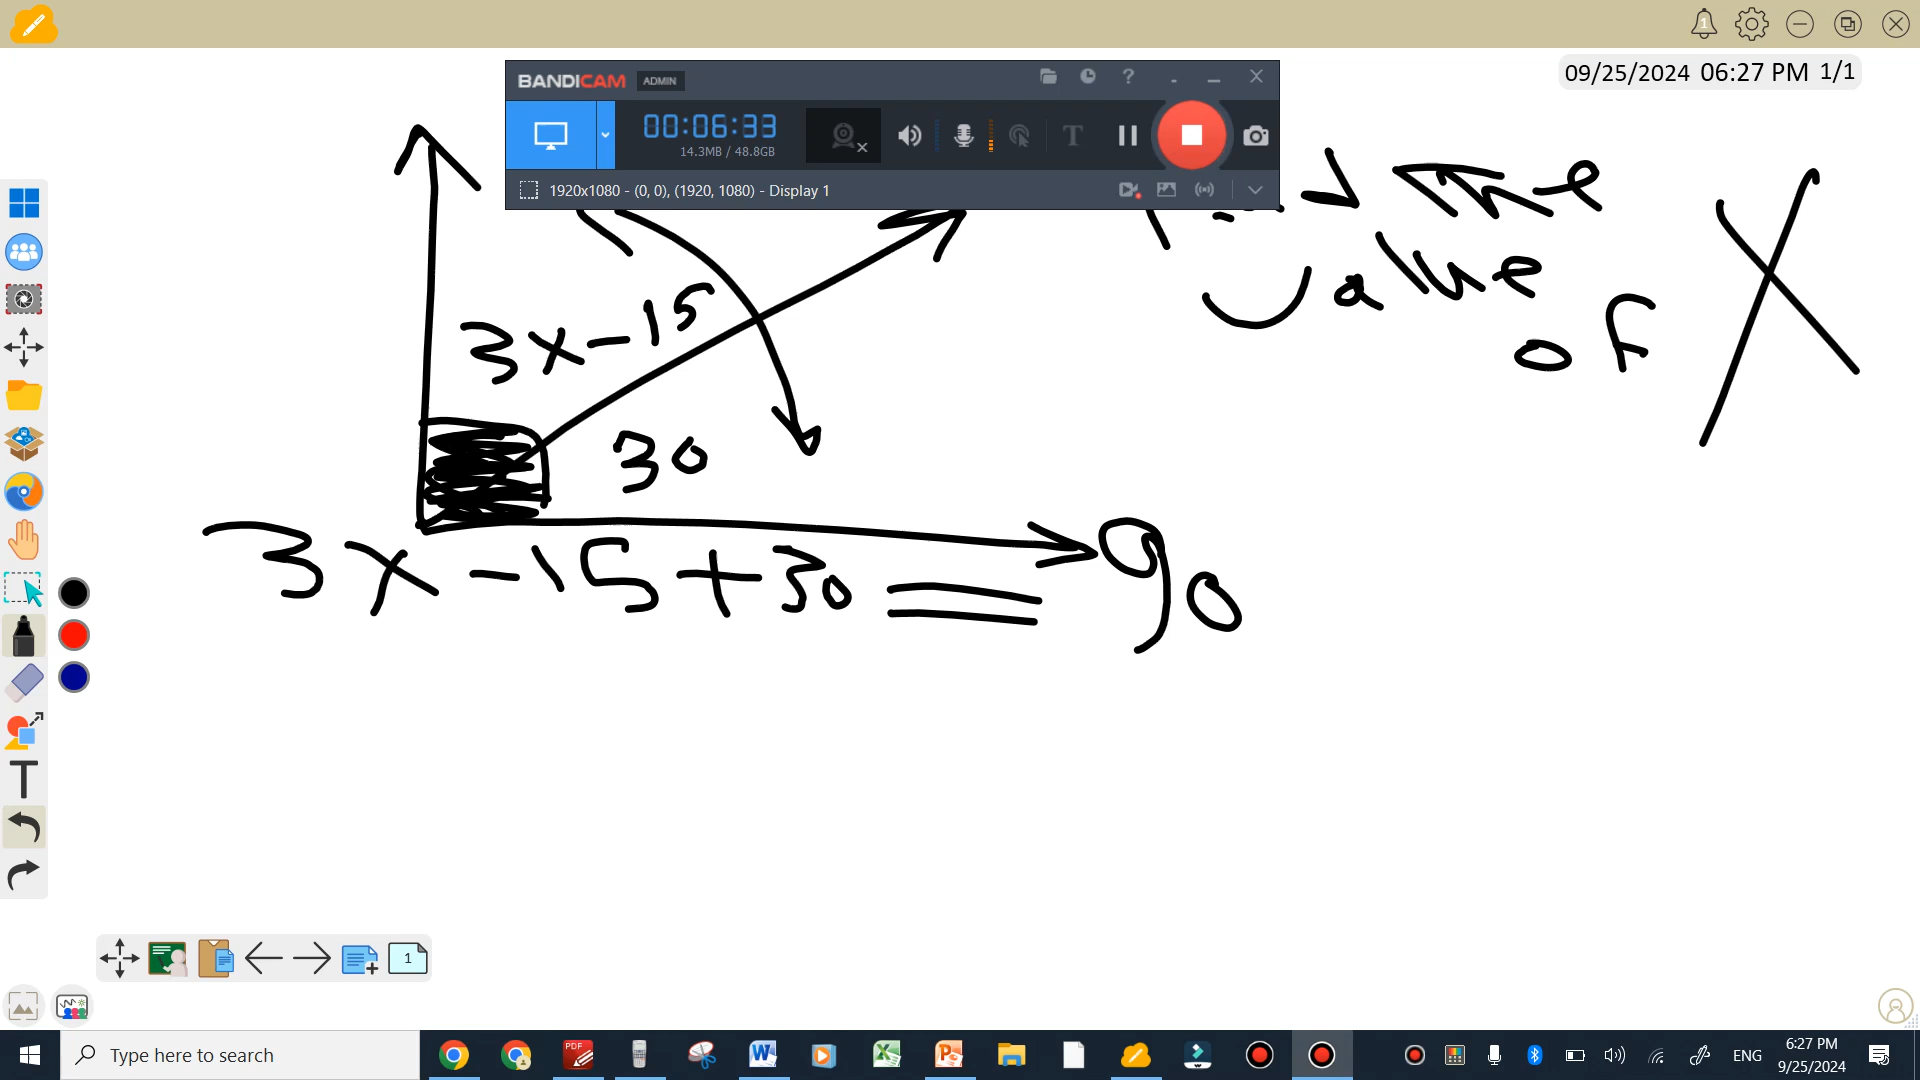 09/25/2024 06:27 PM 1/1
BANDICAM ADMIN
00:06:33
14.3MB / 48.8GB
1920x1080 - (0, 0), (1920, 1080) - Display 1
the
value
of X
3x-15
30
3x-15+30=90
1
Type here to search
ENG
6:27 PM
9/25/2024